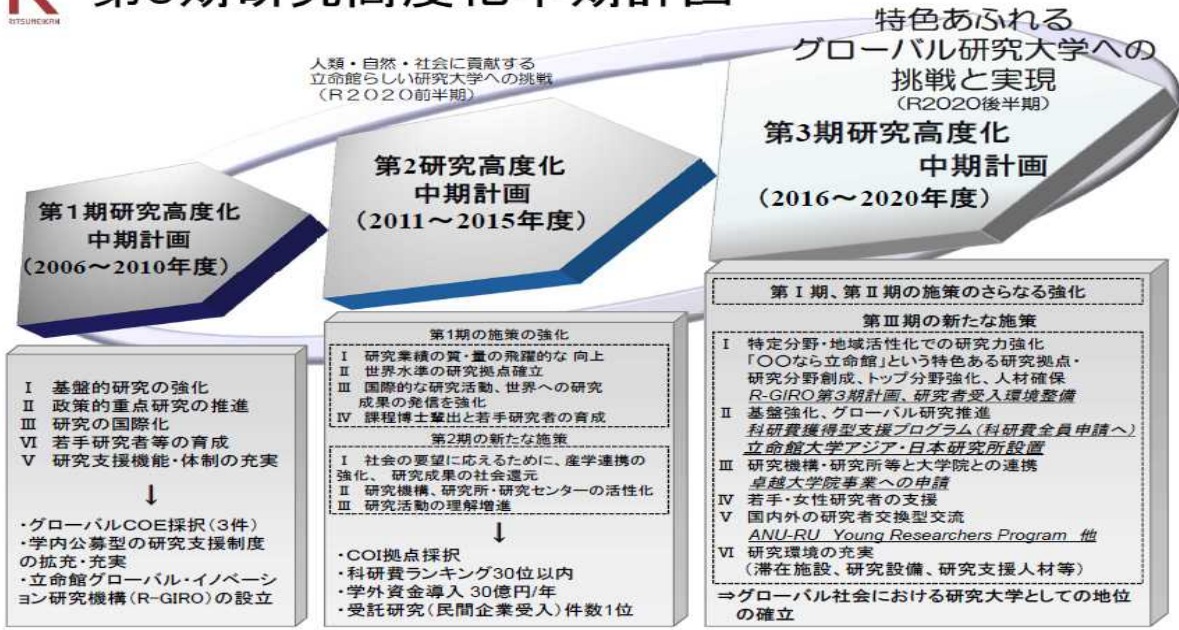 RITSUMEIKAN
第3期研究高度化中期計画
人類・自然・社会に貢献する
立命館らしい研究大学への挑戦
(R2020前半期)
特色あふれる
グローバル研究大学への
挑戦と実現
(R2020後半期)
第1期研究高度化
中期計画
(2006～2010年度)
第2研究高度化
中期計画
(2011～2015年度)
第3期研究高度化
中期計画
(2016～2020年度)
Ⅰ 基盤的研究の強化
Ⅱ 政策的重点研究の推進
Ⅲ 研究の国際化
Ⅵ 若手研究者等の育成
Ⅴ 研究支援機能・体制の充実
↓
・グローバルCOE採択(3件)
・学内公募型の研究支援制度
の拡充・充実
・立命館グローバル・イノベーシ
ョン研究機構(R-GIRO)の設立
第1期の施策の強化
Ⅰ 研究業績の質・量の飛躍的な 向上
Ⅱ 世界水準の研究拠点確立
Ⅲ 国際的な研究活動、世界への研究
成果の発信を強化
Ⅳ 課程博士輩出と若手研究者の育成
第2期の新たな施策
Ⅰ 社会の要望に応えるために、産学連携の
強化、研究成果の社会還元
Ⅱ 研究機構、研究所・研究センターの活性化
Ⅲ 研究活動の理解増進
↓
・COI拠点採択
・科研費ランキング30位以内
・学外資金導入 30億円/年
・受託研究(民間企業受入)件数1位
第Ⅰ期、第Ⅱ期の施策のさらなる強化
第Ⅲ期の新たな施策
Ⅰ 特定分野・地域活性化での研究力強化
「〇〇なら立命館」という特色ある研究拠点・
研究分野創成、トップ分野強化、人材確保
R-GIRO第3期計画、研究者受入環境整備
Ⅱ 基盤強化、グローバル研究推進
科研費獲得型支援プログラム(科研費全員申請へ)
立命館大学アジア・日本研究所設置
Ⅲ 研究機構・研究所等と大学院との連携
卓越大学院事業への申請
Ⅳ 若手・女性研究者の支援
Ⅴ 国内外の研究者交換型交流
ANU-RU Young Researchers Program 他
Ⅵ 研究環境の充実
(滞在施設、研究設備、研究支援人材等)
⇒グローバル社会における研究大学としての地位
の確立